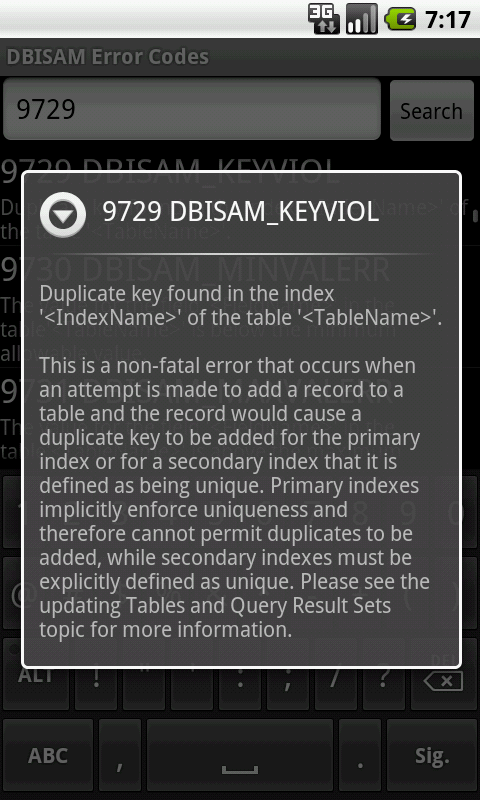 3G
7:17
DBISAM Error Codes
9729
Search
9729 DBISAM_KEYVIOL
9729 DBISAM_KEYVIOL
9730 DBISAM_MINVALERR
Duplicate key found in the index
'<IndexName>' of the table '<TableName>'.
This is a non-fatal error that occurs when
an attempt is made to add a record to a
table and the record would cause a
duplicate key to be added for the primary
index or for a secondary index that it is
defined as being unique. Primary indexes
implicitly enforce uniqueness and
therefore cannot permit duplicates to be
added, while secondary indexes must be
explicitly defined as unique. Please see the
updating Tables and Query Result Sets
topic for more information.
ALT ! " ' : ; / ? DEL
ABC , . Sig.